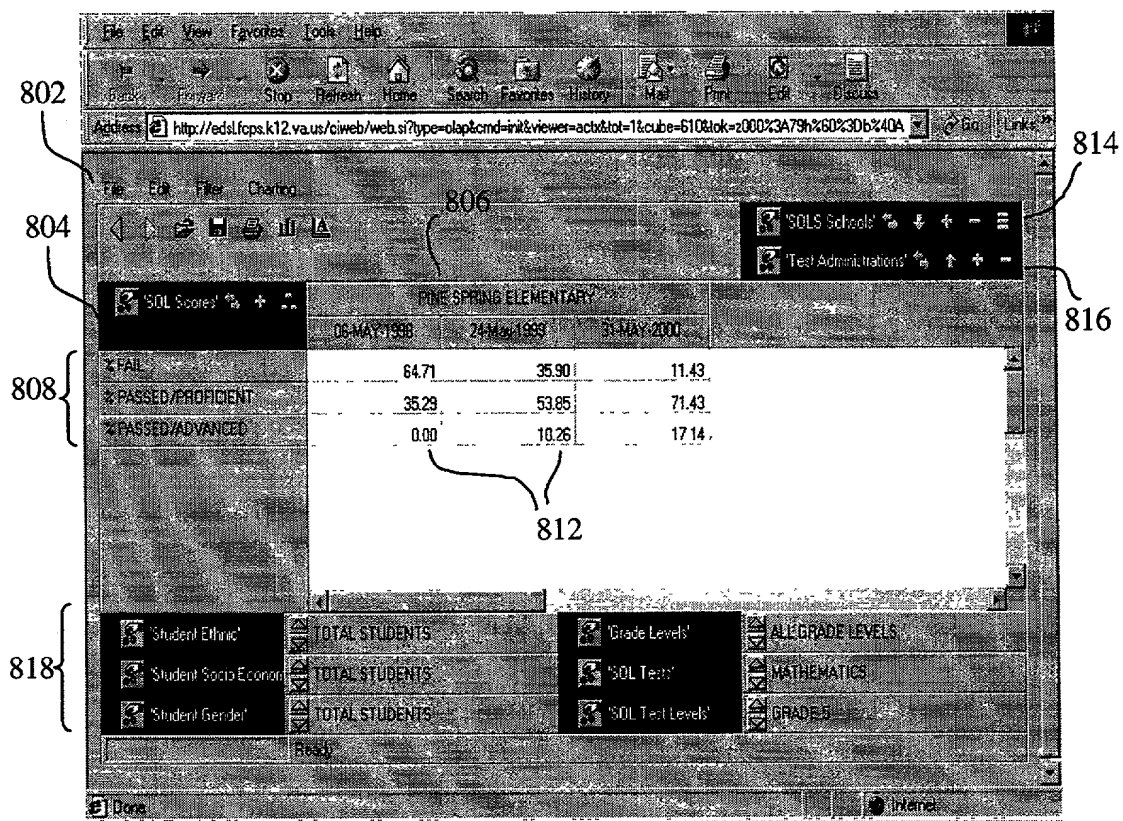 File Edit View Favorites Tools Help
Back Forward Stop Refresh Home Search Favorites History Mail Print Edit Discuss
Address http://edsl.fcps.k12.va.us/ciweb/web.si?type=olap&cmd=init&viewer=actx&tot=1&cube=610&tok=z000%3A79h%60%3Db%40A Go Links »
802
814
File Edit Filter Charting
806
'SOLS Schools'
804
'Test Administrations'
816
'SOL Scores'
PINE SPRING ELEMENTARY
06-MAY-1998 24-May-1999 31-MAY-2000
808
% FAIL 64.71 35.90 11.43
% PASSED/PROFICIENT 35.29 53.85 71.43
% PASSED/ADVANCED 0.00 10.26 17.14
812
818
'Student Ethnic' TOTAL STUDENTS 'Grade Levels' ALL GRADE LEVELS
'Student Socio Econon TOTAL STUDENTS 'SOL Tests' MATHEMATICS
'Student Gender' TOTAL STUDENTS 'SOL Test Levels' GRADE 5
Ready
Done Internet